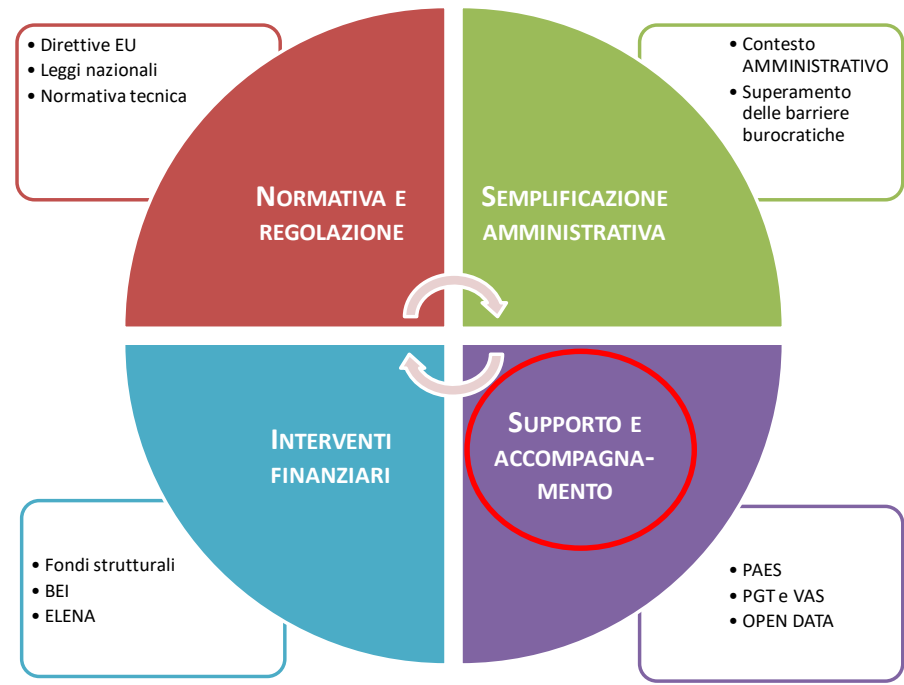 • Direttive EU
• Leggi nazionali
• Normativa tecnica
• Contesto
AMMINISTRATIVO
• Superamento
delle barriere
burocratiche
NORMATIVA E
REGOLAZIONE
SEMPLIFICAZIONE
AMMINISTRATIVA
INTERVENTI
FINANZIARI
SUPPORTO E
ACCOMPAGNA-
MENTO
• Fondi strutturali
• BEI
• ELENA
• PAES
• PGT e VAS
• OPEN DATA